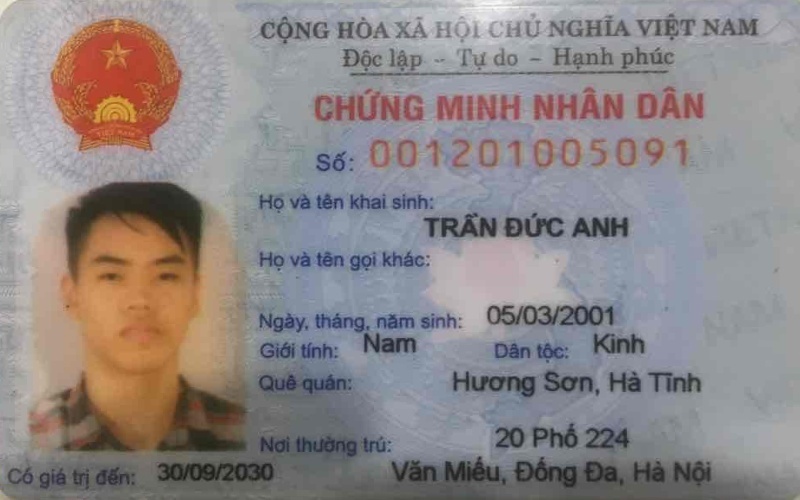 CỘNG HÒA XÃ HỘI CHỦ NGHĨA VIỆT NAM
Độc lập - Tự do - Hạnh phúc
CHỨNG MINH NHÂN DÂN
Số: 001201005091
Họ và tên khai sinh:
TRẦN ĐỨC ANH
Họ và tên gọi khác:
Ngày, tháng, năm sinh: 05/03/2001
Giới tính: Nam Dân tộc: Kinh
Quê quán: Hương Sơn, Hà Tĩnh
Nơi thường trú: 20 Phố 224
Văn Miếu, Đống Đa, Hà Nội
Có giá trị đến: 30/09/2030
VIỆT NAM